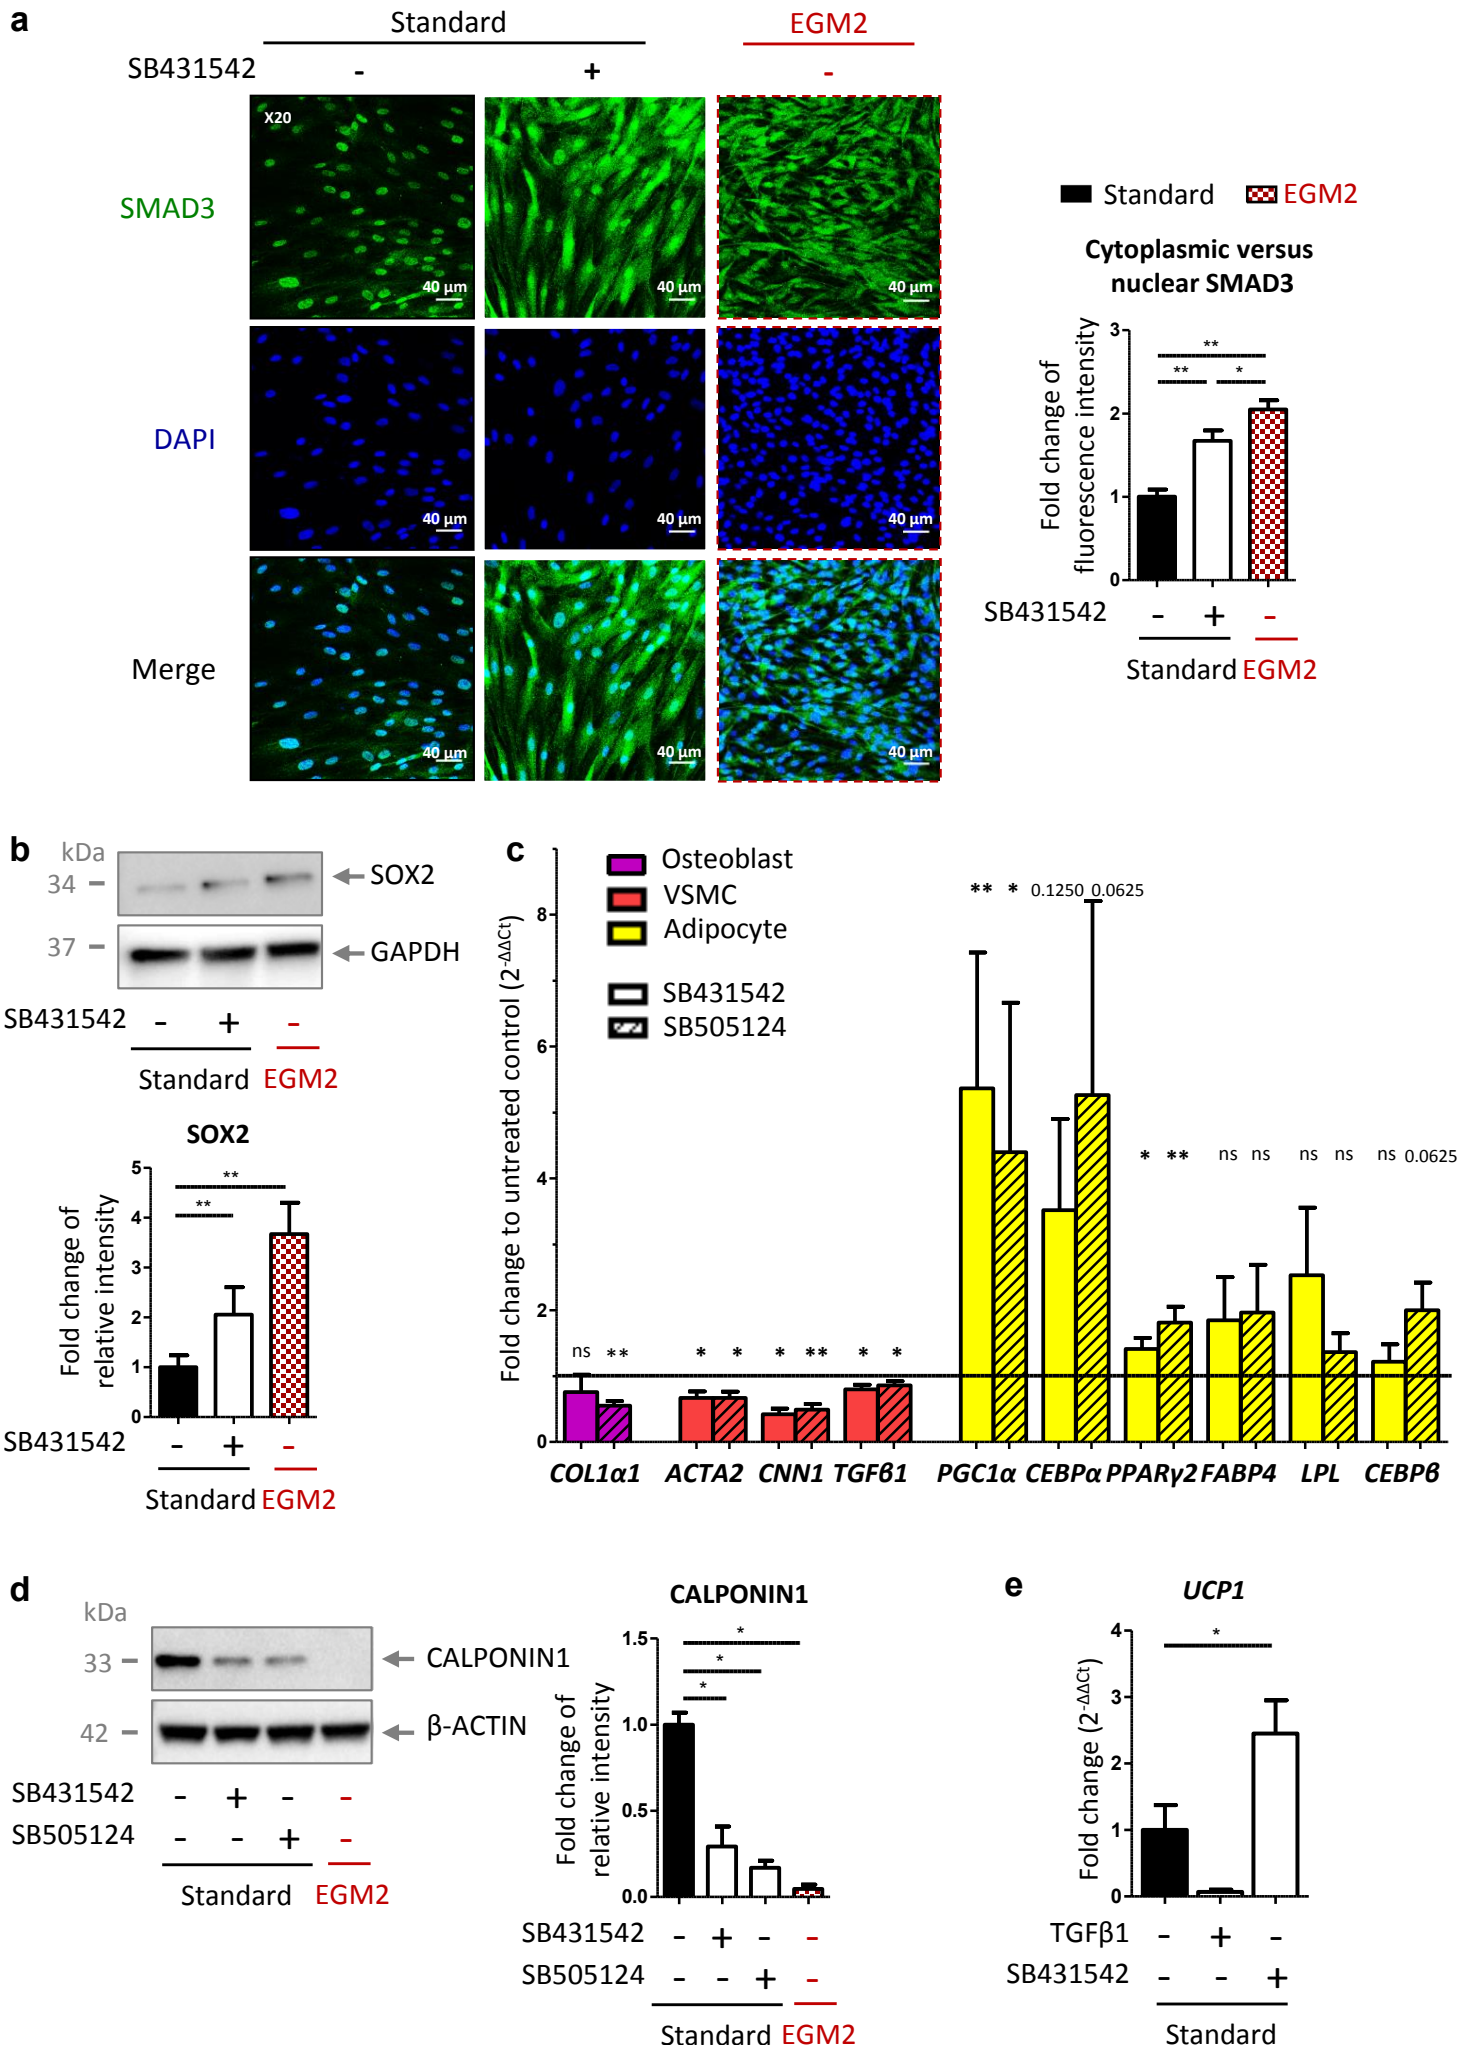 a
Standard
EGM2
SB431542
-
+
-
X20
SMAD3
40 µm
40 µm
40 µm
DAPI
40 µm
40 µm
40 µm
Merge
40 µm
40 µm
40 µm
Standard
EGM2
Cytoplasmic versus
nuclear SMAD3
Fold change of
fluorescence intensity
3
2
1
0
**
**
*
SB431542
-
+
-
Standard
EGM2
b
kDa
34
SOX2
37
GAPDH
SB431542
-
+
-
Standard
EGM2
SOX2
Fold change of
relative intensity
5
4
3
2
1
0
**
**
SB431542
-
+
-
Standard
EGM2
c
Osteoblast
VSMC
Adipocyte
SB431542
SB505124
Fold change to untreated control (2-ΔΔCt)
8
6
4
2
0
** * 0.1250 0.0625
* ** ns ns ns ns ns 0.0625
ns ** * * * ** * *
COL1α1 ACTA2 CNN1 TGFβ1 PGC1α CEBPα PPARγ2 FABP4 LPL CEBPβ
d
kDa
33
CALPONIN1
42
β-ACTIN
SB431542
- + - -
SB505124
- - + -
Standard
EGM2
CALPONIN1
Fold change of
relative intensity
1.5
1.0
0.5
0.0
*
*
*
SB431542
- + - -
SB505124
- - + -
Standard
EGM2
e
UCP1
Fold change (2-ΔΔCt)
4
3
2
1
0
*
TGFβ1
- + -
SB431542
- - +
Standard